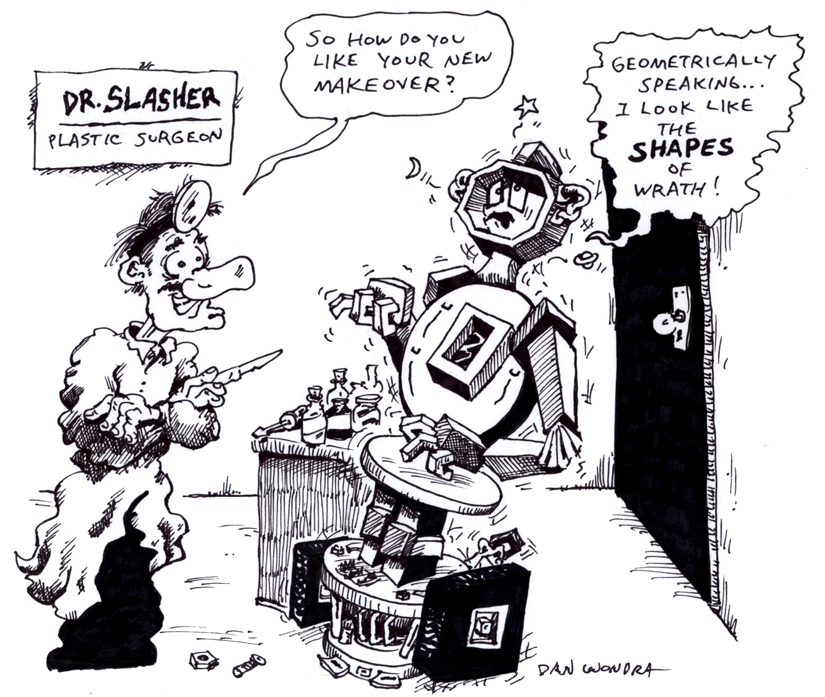 DR. SLASHER
PLASTIC SURGEON
SO HOW DO YOU
LIKE YOUR NEW
MAKEOVER?
GEOMETRICALLY
SPEAKING...
I LOOK LIKE
THE
SHAPES
OF
WRATH!
DAN WONDRA